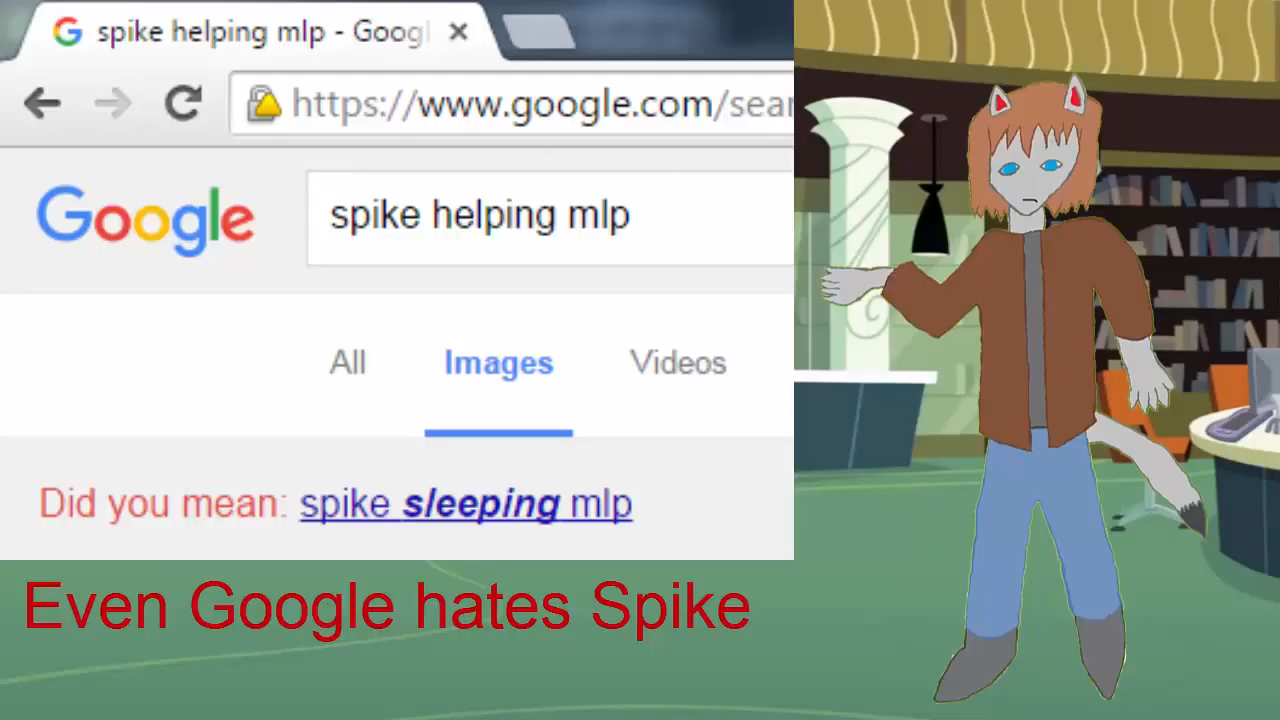 spike helping mlp - Googl
https://www.google.com/sear
Google
spike helping mlp
All Images Videos
Did you mean: spike sleeping mlp
Even Google hates Spike